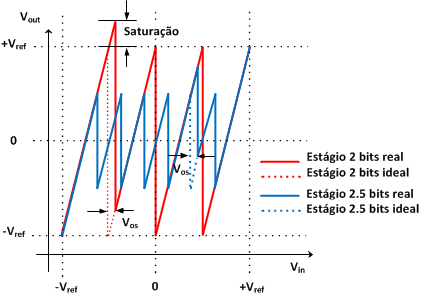 Vout
Saturação
+Vref
0
Vos
Estágio 2 bits real
Estágio 2 bits ideal
Estágio 2.5 bits real
Estágio 2.5 bits ideal
Vos
-Vref
Vin
-Vref
0
+Vref